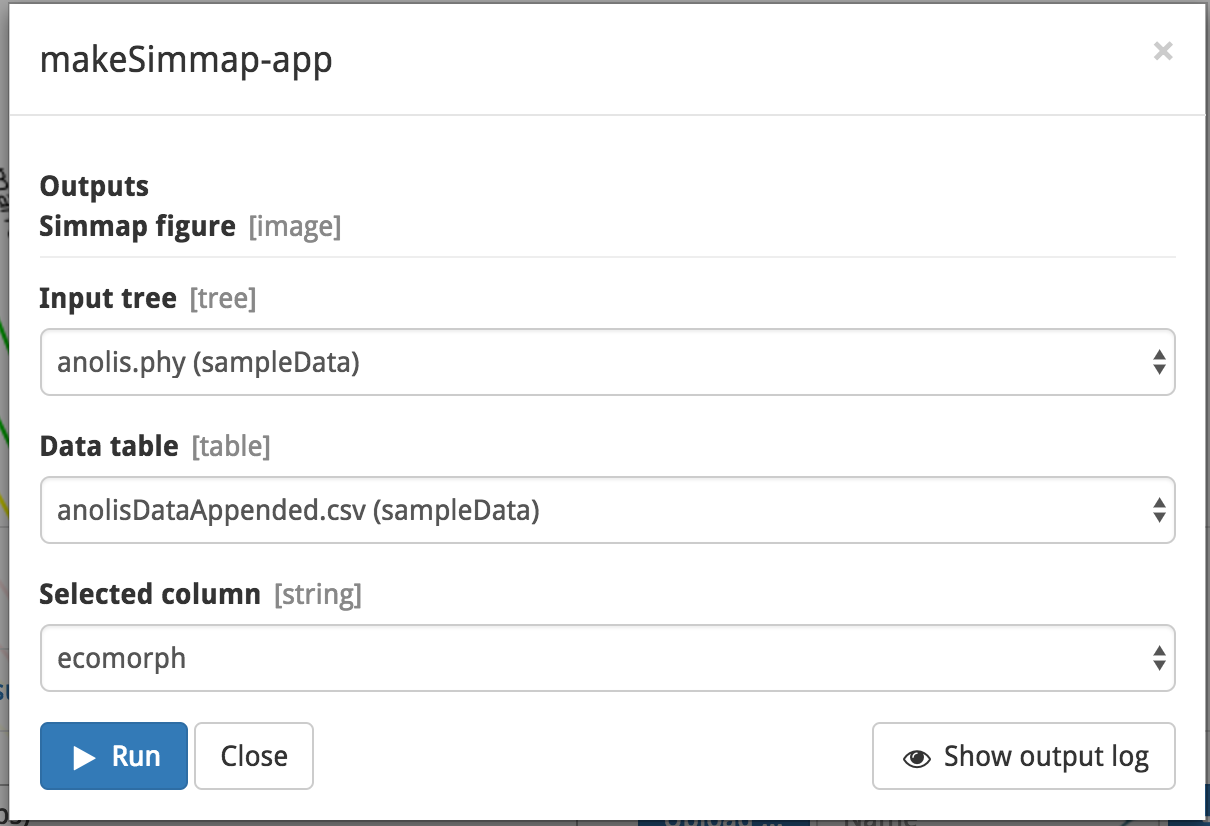 makeSimmap-app
×
Outputs
Simmap figure [image]
Input tree [tree]
anolis.phy (sampleData)
Data table [table]
anolisDataAppended.csv (sampleData)
Selected column [string]
ecomorph
Run Close Show output log